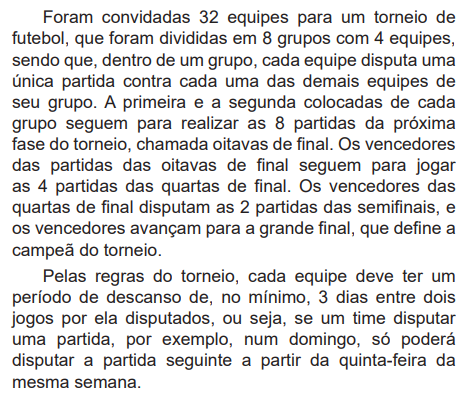 Foram convidadas 32 equipes para um torneio de
futebol, que foram divididas em 8 grupos com 4 equipes,
sendo que, dentro de um grupo, cada equipe disputa uma
única partida contra cada uma das demais equipes de
seu grupo. A primeira e a segunda colocadas de cada
grupo seguem para realizar as 8 partidas da próxima
fase do torneio, chamada oitavas de final. Os vencedores
das partidas das oitavas de final seguem para jogar
as 4 partidas das quartas de final. Os vencedores das
quartas de final disputam as 2 partidas das semifinais, e
os vencedores avançam para a grande final, que define a
campeã do torneio.
Pelas regras do torneio, cada equipe deve ter um
período de descanso de, no mínimo, 3 dias entre dois
jogos por ela disputados, ou seja, se um time disputar
uma partida, por exemplo, num domingo, só poderá
disputar a partida seguinte a partir da quinta-feira da
mesma semana.